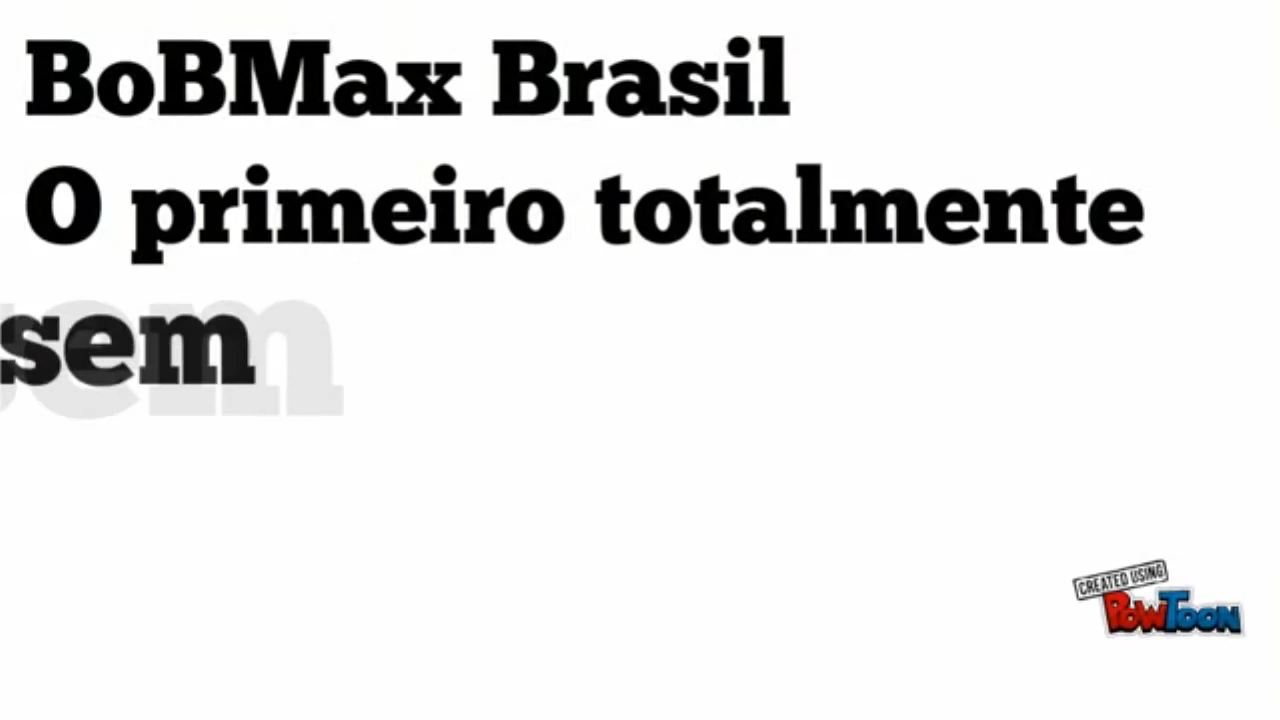 BoBMax Brasil
O primeiro totalmente
sem
CREATED USING
POWTOON